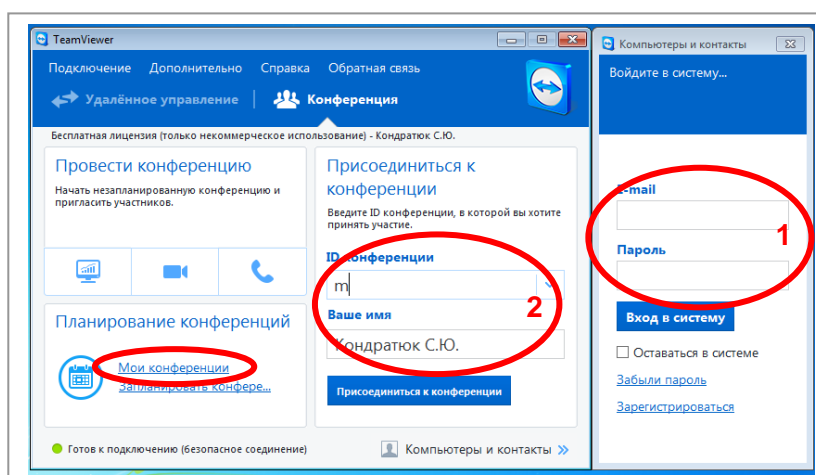 TeamViewer
Подключение Дополнительно Справка Обратная связь
Удалённое управление Конференция
Бесплатная лицензия (только некоммерческое использование) - Кондратюк С.Ю.
Провести конференцию
Начать незапланированную конференцию и
пригласить участников.
Планирование конференций
Мои конференции
Запланировать конфере...
Присоединиться к
конференции
Введите ID конференции, в которой вы хотите
принять участие.
ID конференции
m
Ваше имя
2
Кондратюк С.Ю.
Присоединиться к конференции
Готов к подключению (безопасное соединение)
Компьютеры и контакты
Компьютеры и контакты
Войдите в систему...
E-mail
1
Пароль
Вход в систему
Оставаться в системе
Забыли пароль
Зарегистрироваться